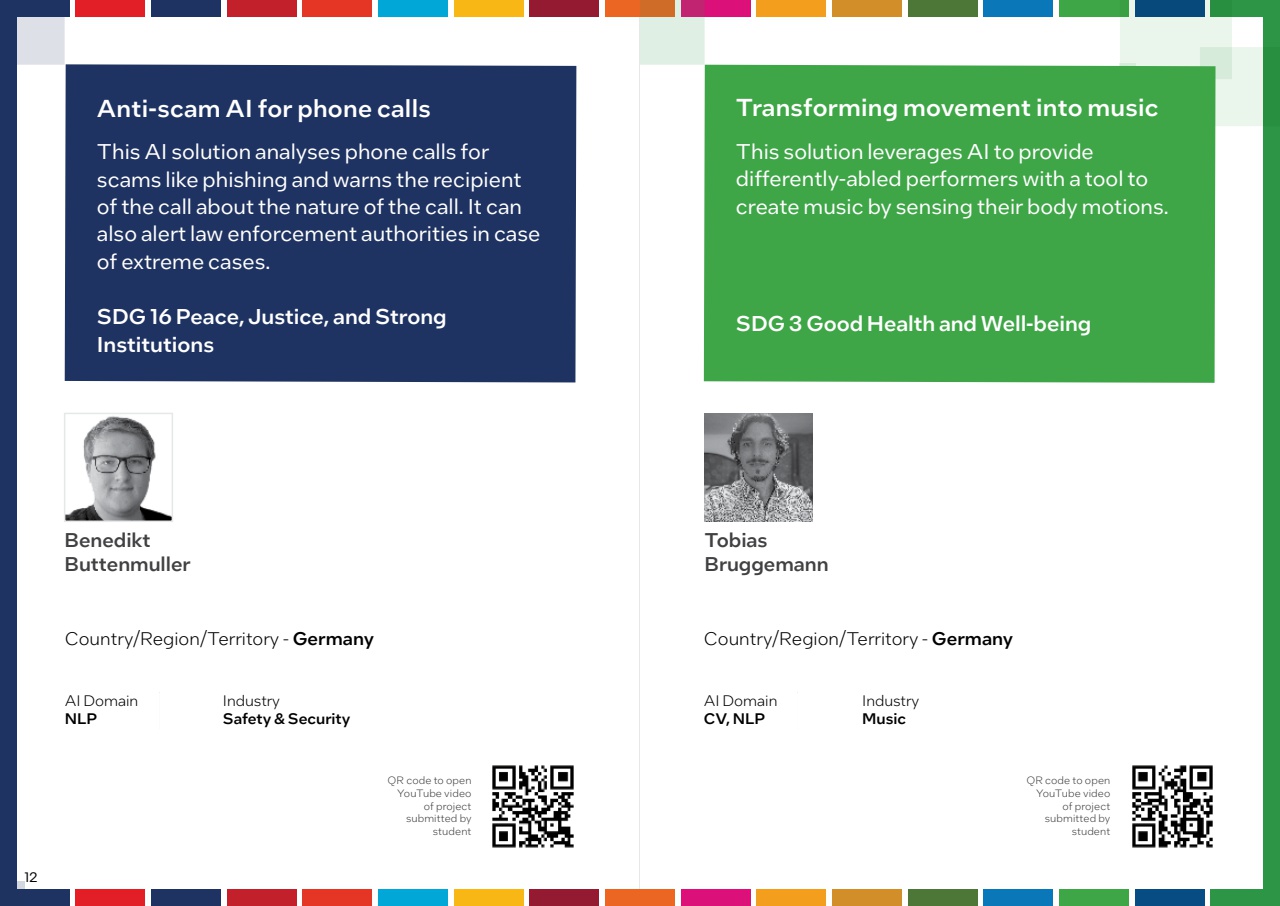 Anti-scam AI for phone calls
This AI solution analyses phone calls for
scams like phishing and warns the recipient
of the call about the nature of the call. It can
also alert law enforcement authorities in case
of extreme cases.
SDG 16 Peace, Justice, and Strong
Institutions
Benedikt
Buttenmuller
Country/Region/Territory - Germany
AI Domain
NLP
Industry
Safety & Security
QR code to open
YouTube video
of project
submitted by
student
12
Transforming movement into music
This solution leverages AI to provide
differently-abled performers with a tool to
create music by sensing their body motions.
SDG 3 Good Health and Well-being
Tobias
Bruggemann
Country/Region/Territory - Germany
AI Domain
CV, NLP
Industry
Music
QR code to open
YouTube video
of project
submitted by
student